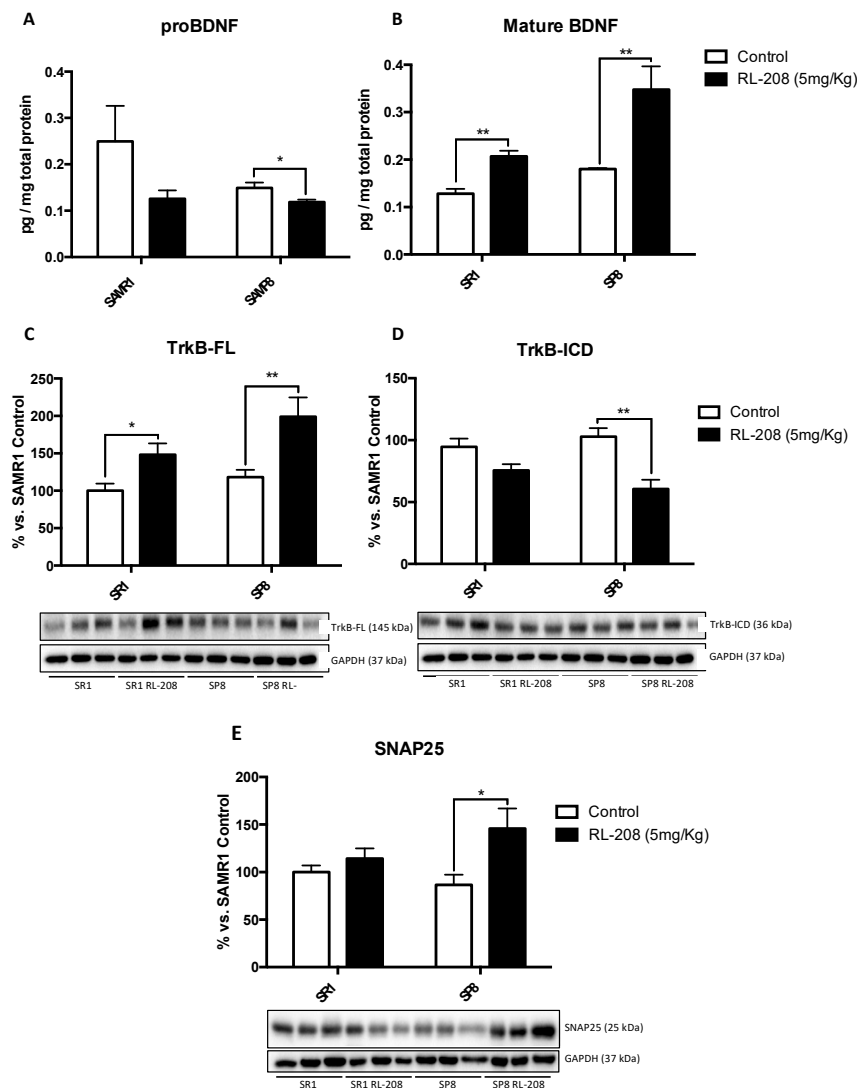 A
proBDNF
pg / mg total protein
0.4
0.3
0.2
0.1
0.0
*
SAMR1
SAMP8
B
Mature BDNF
pg / mg total protein
0.4
0.3
0.2
0.1
0.0
**
**
SR1
SP8
Control
RL-208 (5mg/Kg)
C
TrkB-FL
% vs. SAMR1 Control
250
200
150
100
50
0
*
**
SR1
SP8
TrkB-FL (145 kDa)
GAPDH (37 kDa)
SR1
SR1 RL-208
SP8
SP8 RL-
D
TrkB-ICD
% vs. SAMR1 Control
150
100
50
0
**
SR1
SP8
Control
RL-208 (5mg/Kg)
TrkB-ICD (36 kDa)
GAPDH (37 kDa)
SR1
SR1 RL-208
SP8
SP8 RL-208
E
SNAP25
% vs. SAMR1 Control
200
150
100
50
0
*
SR1
SP8
Control
RL-208 (5mg/Kg)
SNAP25 (25 kDa)
GAPDH (37 kDa)
SR1
SR1 RL-208
SP8
SP8 RL-208